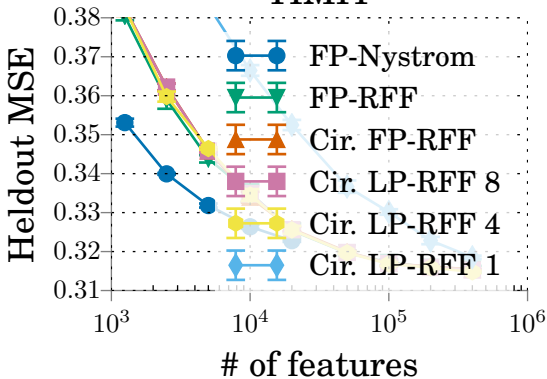 0.38
0.37
0.36
0.35
0.34
0.33
0.32
0.31
Heldout MSE
FP-Nystrom
FP-RFF
Cir. FP-RFF
Cir. LP-RFF 8
Cir. LP-RFF 4
Cir. LP-RFF 1
10³ 10⁴ 10⁵ 10⁶
# of features